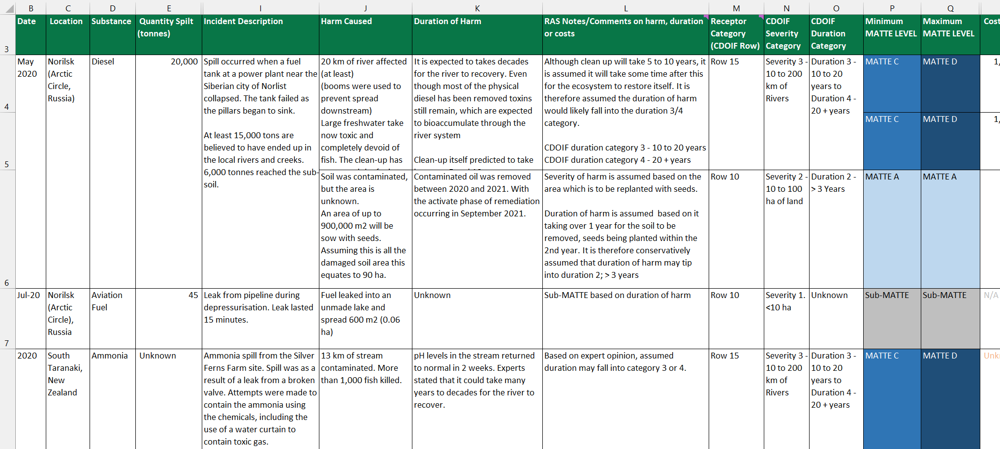 B C D E I J K L M N O P Q
3
Date
Location
Substance
Quantity Spilt
(tonnes)
Incident Description
Harm Caused
Duration of Harm
RAS Notes/Comments on harm, duration
or costs
Receptor
Category
(CDOIF Row)
CDOIF
Severity
Category
CDOIF
Duration
Category
Minimum
MATTE LEVEL
Maximum
MATTE LEVEL
Cost
4
May
2020
Norilsk
(Arctic
Circle,
Russia)
Diesel
20,000
Spill occurred when a fuel
tank at a power plant near the
Siberian city of Norlist
collapsed. The tank failed as
the pillars began to sink.
At least 15,000 tons are
believed to have ended up in
the local rivers and creeks.
6,000 tonnes reached the sub-
soil.
20 km of river affected
(at least)
(booms were used to
prevent spread
downstream)
Large freshwater take
now toxic and
completely devoid of
fish. The clean-up has
It is expected to takes decades
for the river to recovery. Even
though most of the physical
diesel has been removed toxins
still remain, which are expected
to bioaccumulate through the
river system
Clean-up itself predicted to take
Although clean up will take 5 to 10 years, it
is assumed it will take some time after this
for the ecosystem to restore itself. It is
therefore assumed the duration of harm
would likely fall into the duration 3/4
category.
CDOIF duration category 3 - 10 to 20 years
CDOIF duration category 4 - 20 + years
Row 15
Severity 3 -
10 to 200
km of
Rivers
Duration 3 -
10 to 20
years to
Duration 4 -
20 + years
MATTE C
MATTE D
1,
5
MATTE C
MATTE D
1,
6
Soil was contaminated,
but the area is
unknown.
An area of up to
900,000 m2 will be
sow with seeds.
Assuming this is all the
damaged soil area this
equates to 90 ha.
Contaminated oil was removed
between 2020 and 2021. With
the activate phase of remediation
occurring in September 2021.
Severity of harm is assumed based on the
area which is to be replanted with seeds.
Duration of harm is assumed  based on it
taking over 1 year for the soil to be
removed, seeds being planted within the
2nd year. It is therefore conservatively
assumed that duration of harm may tip
into duration 2; > 3 years
Row 10
Severity 2 -
10 to 100
ha of land
Duration 2 -
> 3 Years
MATTE A
MATTE A
7
Jul-20
Norilsk
(Arctic
Circle),
Russia
Aviation
Fuel
45
Leak from pipeline during
depressurisation. Leak lasted
15 minutes.
Fuel leaked into an
unmade lake and
spread 600 m2 (0.06
ha)
Unknown
Sub-MATTE based on duration of harm
Row 10
Severity 1.
<10 ha
Unknown
Sub-MATTE
Sub-MATTE
N/A
2020
South
Taranaki,
New
Zealand
Ammonia
Unknown
Ammonia spill from the Silver
Ferns Farm site. Spill was as a
result of a leak from a broken
valve. Attempts were made to
contain the ammonia using
the chemicals, including the
use of a water curtain to
contain toxic gas.
13 km of stream
contaminated. More
than 1,000 fish killed.
pH levels in the stream returned
to normal in 2 weeks. Experts
stated that it could take many
years to decades for the river to
recover.
Based on expert opinion, assumed
duration may fall into category 3 or 4.
Row 15
Severity 3 -
10 to 200
km of
Rivers
Duration 3 -
10 to 20
years to
Duration 4 -
20 + years
MATTE C
MATTE D